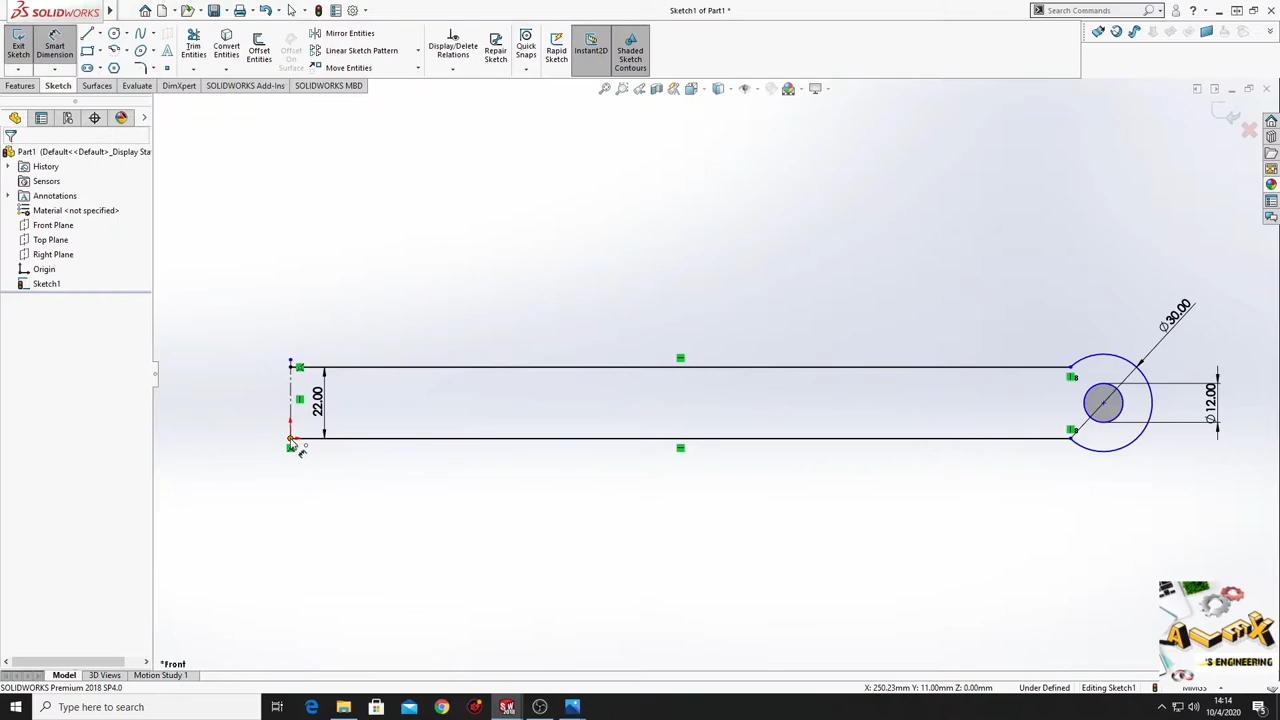 SOLIDWORKS
Sketch1 of Part1 *
Search Commands
Exit Sketch
Smart Dimension
Trim Entities
Convert Entities
Offset Entities
Offset On Surface
Mirror Entities
Linear Sketch Pattern
Move Entities
Display/Delete Relations
Repair Sketch
Quick Snaps
Rapid Sketch
Instant2D
Shaded Sketch Contours
Features
Sketch
Surfaces
Evaluate
DimXpert
SOLIDWORKS Add-Ins
SOLIDWORKS MBD
Part1 (Default<<Default>_Display Sta
History
Sensors
Annotations
Material <not specified>
Front Plane
Top Plane
Right Plane
Origin
Sketch1
22.00
∅30.00
∅12.00
8
8
*Front
ALEX
'S ENGINEERING
Model
3D Views
Motion Study 1
SOLIDWORKS Premium 2018 SP4.0
X: 250.23mm Y: 11.00mm Z: 0.00mm
Under Defined
Editing Sketch1
MMGS
Type here to search
14:14
10/4/2020